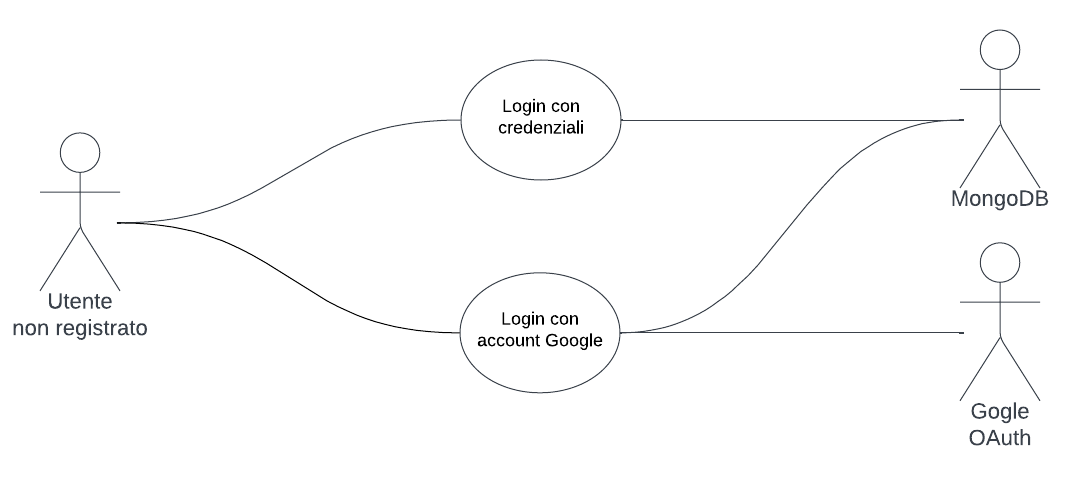 Login con
credenziali
MongoDB
Utente
non registrato
Login con
account Google
Gogle
OAuth